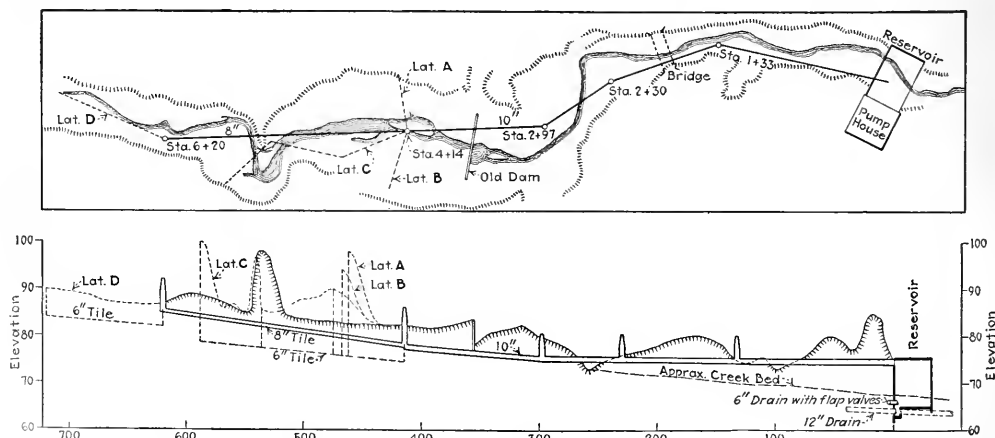 Reservoir
Lat. A
Bridge
Sta. 1+33
Sta. 2+30
Lat. D
8"
10"
Sta. 2+97
Pump
House
Sta. 6+20
Sta. 4+14
Lat. C
Lat. B
Old Dam
100
90
80
70
60
Elevation
Lat. D
6" Tile
Lat. C
8" Tile
6" Tile
Lat. A
Lat. B
10"
Approx. Creek Bed
6" Drain with flap valves
12" Drain
Reservoir
100
90
80
70
60
Elevation
700
600
500
400
300
200
100